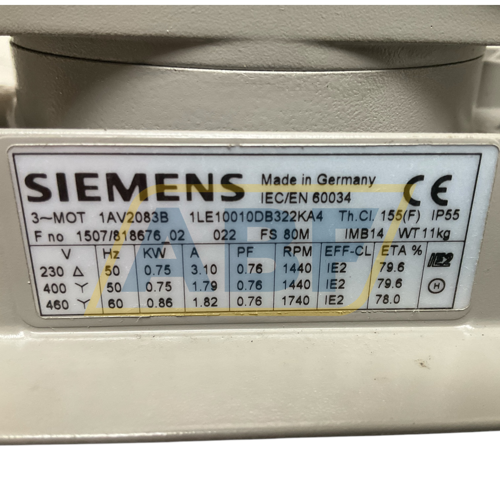 SIEMENS Made in Germany
IEC/EN 60034 CE
3~MOT 1AV2083B 1LE10010DB322KA4 Th.Cl. 155(F) IP55
F no 1507/818676 02 022 FS 80M IMB14 WT 11kg
V Hz KW A PF RPM EFF-CL ETA % IE2
230 Δ 50 0.75 3.10 0.76 1440 IE2 79.6
400 Y 50 0.75 1.79 0.76 1440 IE2 79.6 H
460 Y 60 0.86 1.82 0.76 1740 IE2 78.0